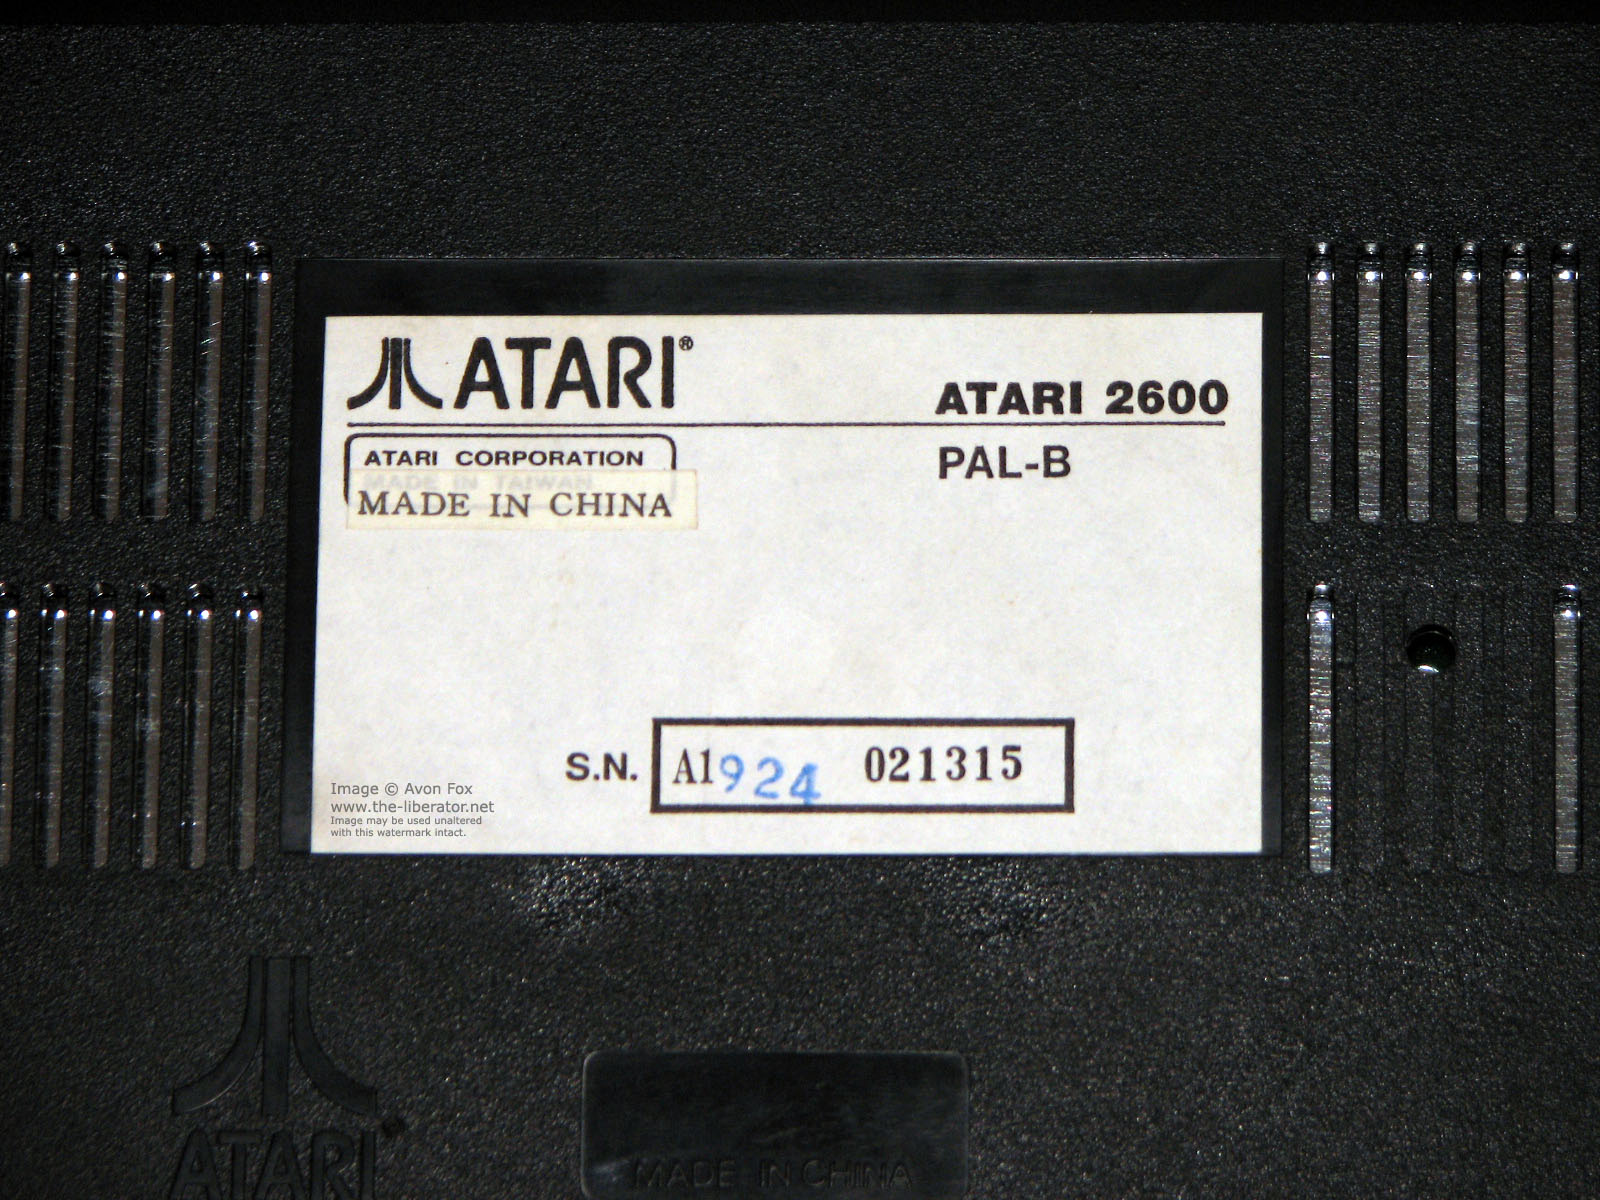 ATARI®
ATARI 2600
ATARI CORPORATION
PAL-B
MADE IN TAIWAN
MADE IN CHINA
S.N. A1924 021315
Image © Avon Fox
www.the-liberator.net
Image may be used unaltered
with this watermark intact.
ATARI
MADE IN CHINA